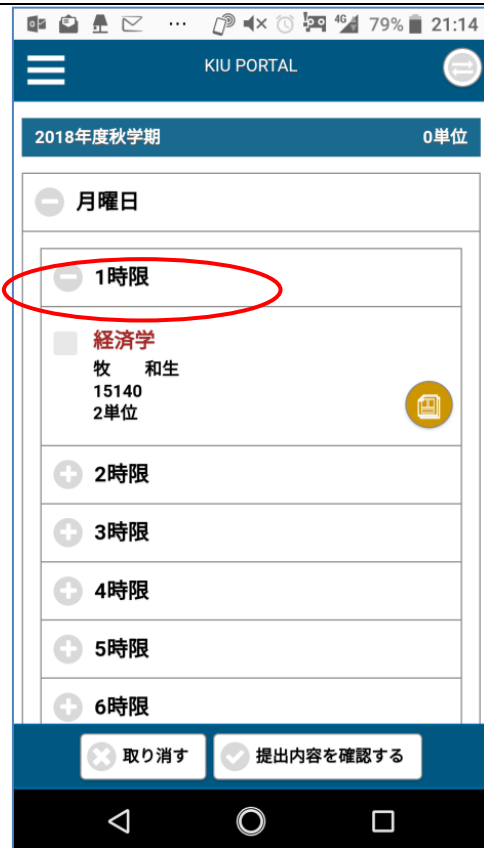 4G 79% 21:14
KIU PORTAL
2018年度秋学期 0単位
月曜日
1時限
経済学
牧 和生
15140
2単位
2時限
3時限
4時限
5時限
6時限
取り消す 提出内容を確認する